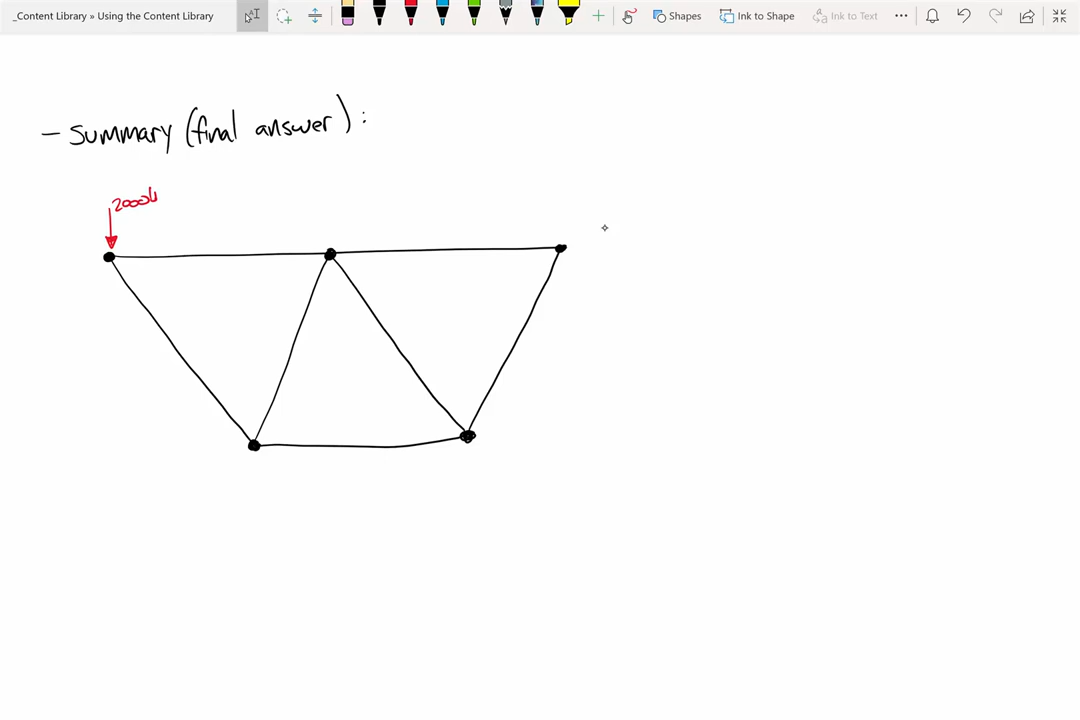 _Content Library » Using the Content Library
Shapes
Ink to Shape
Ink to Text
- Summary (final answer):
2000lb